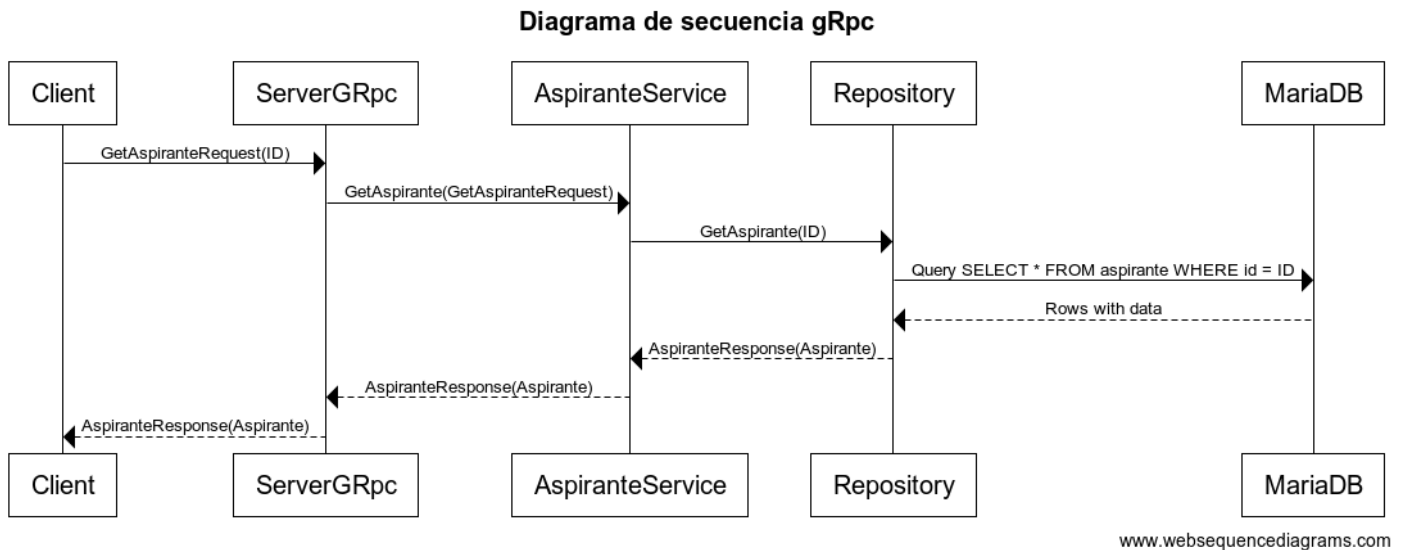 Diagrama de secuencia gRpc
Client ServerGRpc AspiranteService Repository MariaDB
GetAspiranteRequest(ID)
GetAspirante(GetAspiranteRequest)
GetAspirante(ID)
Query SELECT * FROM aspirante WHERE id = ID
Rows with data
AspiranteResponse(Aspirante)
AspiranteResponse(Aspirante)
AspiranteResponse(Aspirante)
Client ServerGRpc AspiranteService Repository MariaDB
www.websequencediagrams.com